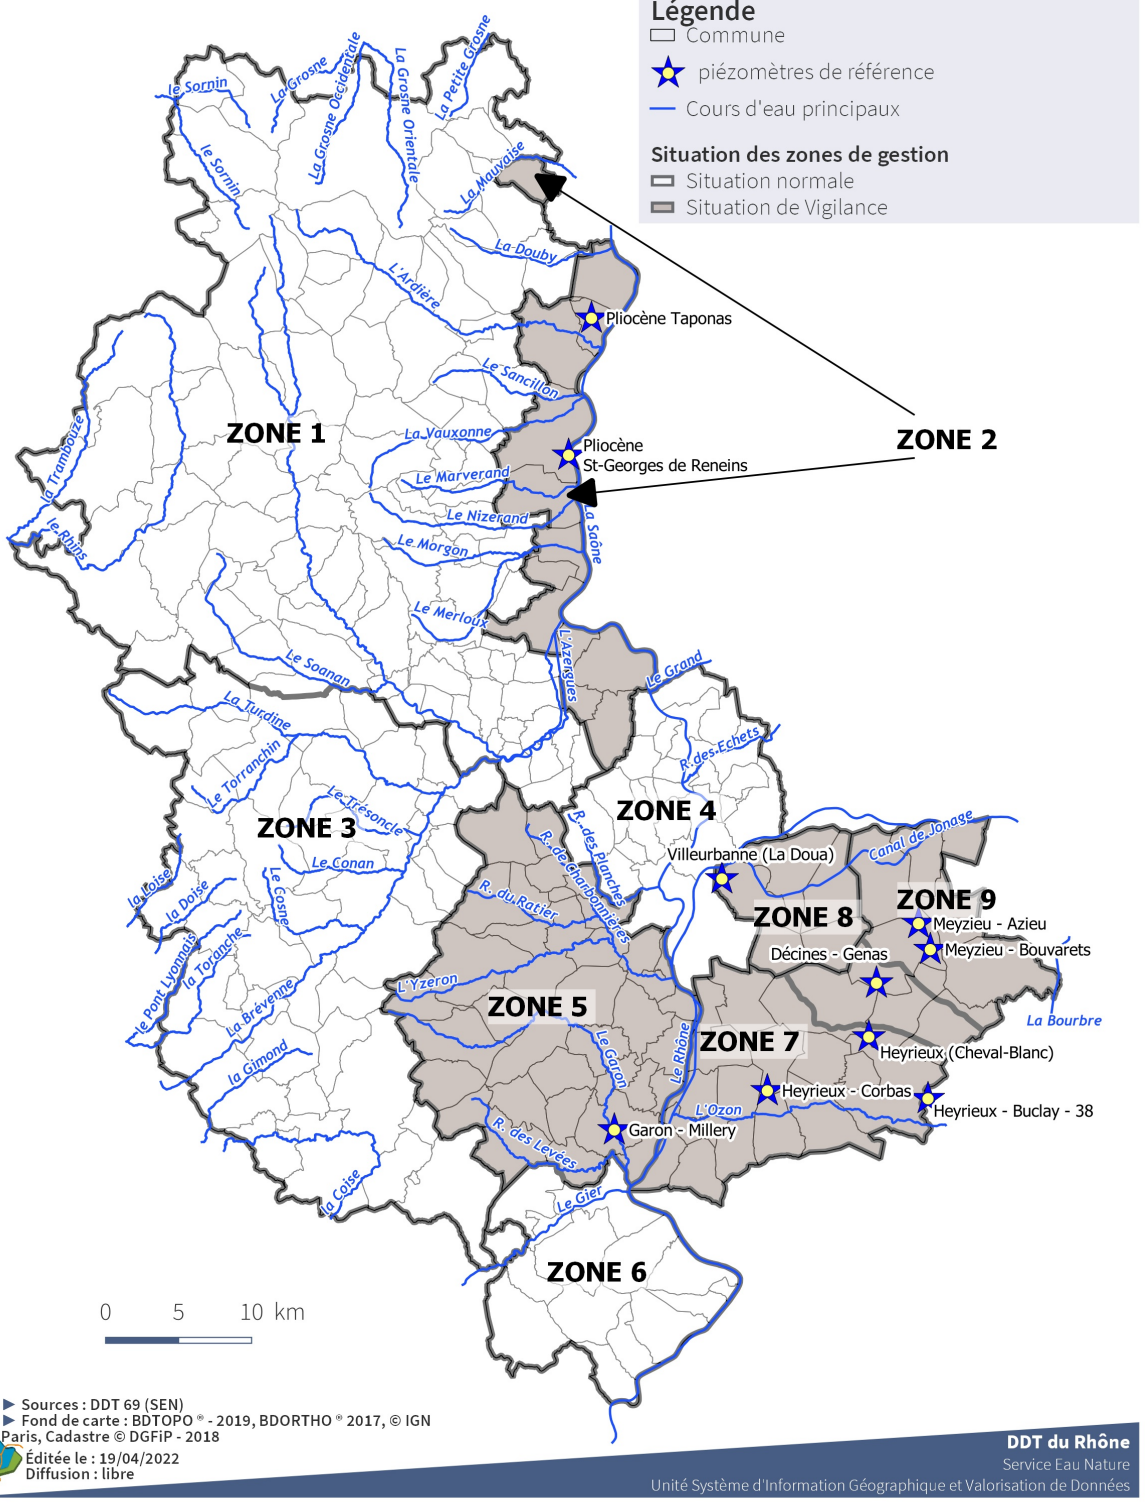 Légende
Commune
piézomètres de référence
Cours d'eau principaux
Situation des zones de gestion
Situation normale
Situation de Vigilance
le Sornin
La Grosne
La Grosne Occidentale
La Grosne Orientale
La Petite Grosne
le Sornin
La Mauvaise
La Douby
L'Ardière
Pliocène Taponas
Le Sancillon
la Trambouze
ZONE 1
La Vauxonne
ZONE 2
Pliocène
St-Georges de Reneins
Le Marverand
Le Nizerand
La Saône
le Rhins
Le Morgon
Le Merloux
L'Azergues
Le Soanan
Le Grand
La Turdine
R. des Echets
Le Torranchin
Le Trésoncle
ZONE 3
ZONE 4
R. des Planches
R. de Charbonnières
Canal de Jonage
Villeurbanne (La Doua)
Le Conan
la Loise
la Doise
Le Cosne
R. du Ratier
ZONE 8
ZONE 9
Meyzieu - Azieu
Meyzieu - Bouvarets
Décines - Genas
le Pont Lyonnais
la Toranche
L'Yzeron
La Brévenne
ZONE 5
La Bourbre
Le Rhône
ZONE 7
Heyrieux (Cheval-Blanc)
la Gimond
Le Garon
Heyrieux - Corbas
L'Ozon
Heyrieux - Buclay - 38
Garon - Millery
R. des Levées
la Coise
Le Gier
ZONE 6
0 5 10 km
Sources : DDT 69 (SEN)
Fond de carte : BDTOPO ® - 2019, BDORTHO ® 2017, © IGN
Paris, Cadastre © DGFiP - 2018
Éditée le : 19/04/2022
Diffusion : libre
DDT du Rhône
Service Eau Nature
Unité Système d'Information Géographique et Valorisation de Données